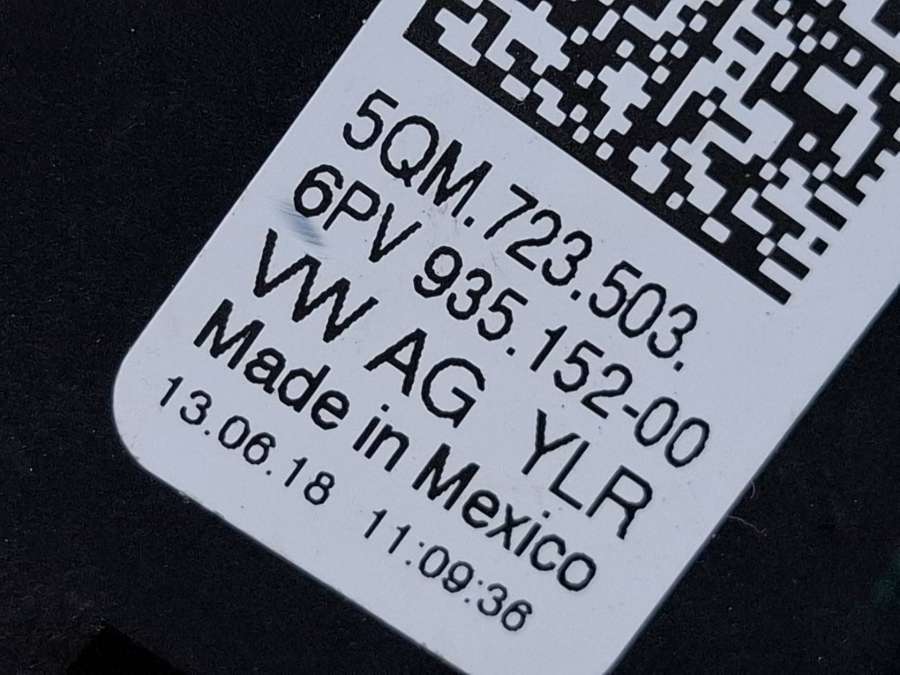 5QM.723.503.
6PV 935.152-00
VW AG YLR
Made in Mexico
13.06.18 11:09:36